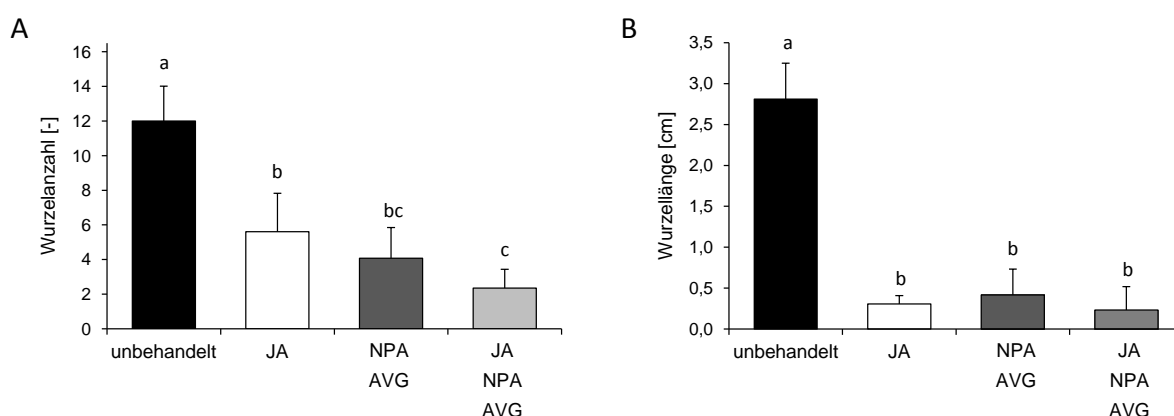 A
Wurzelanzahl [-]
16
14
12
10
8
6
4
2
0
a
b
bc
c
unbehandelt JA NPA JA
AVG NPA
AVG
B
Wurzellänge [cm]
3,5
3,0
2,5
2,0
1,5
1,0
0,5
0,0
a
b
b
b
unbehandelt JA NPA JA
AVG NPA
AVG